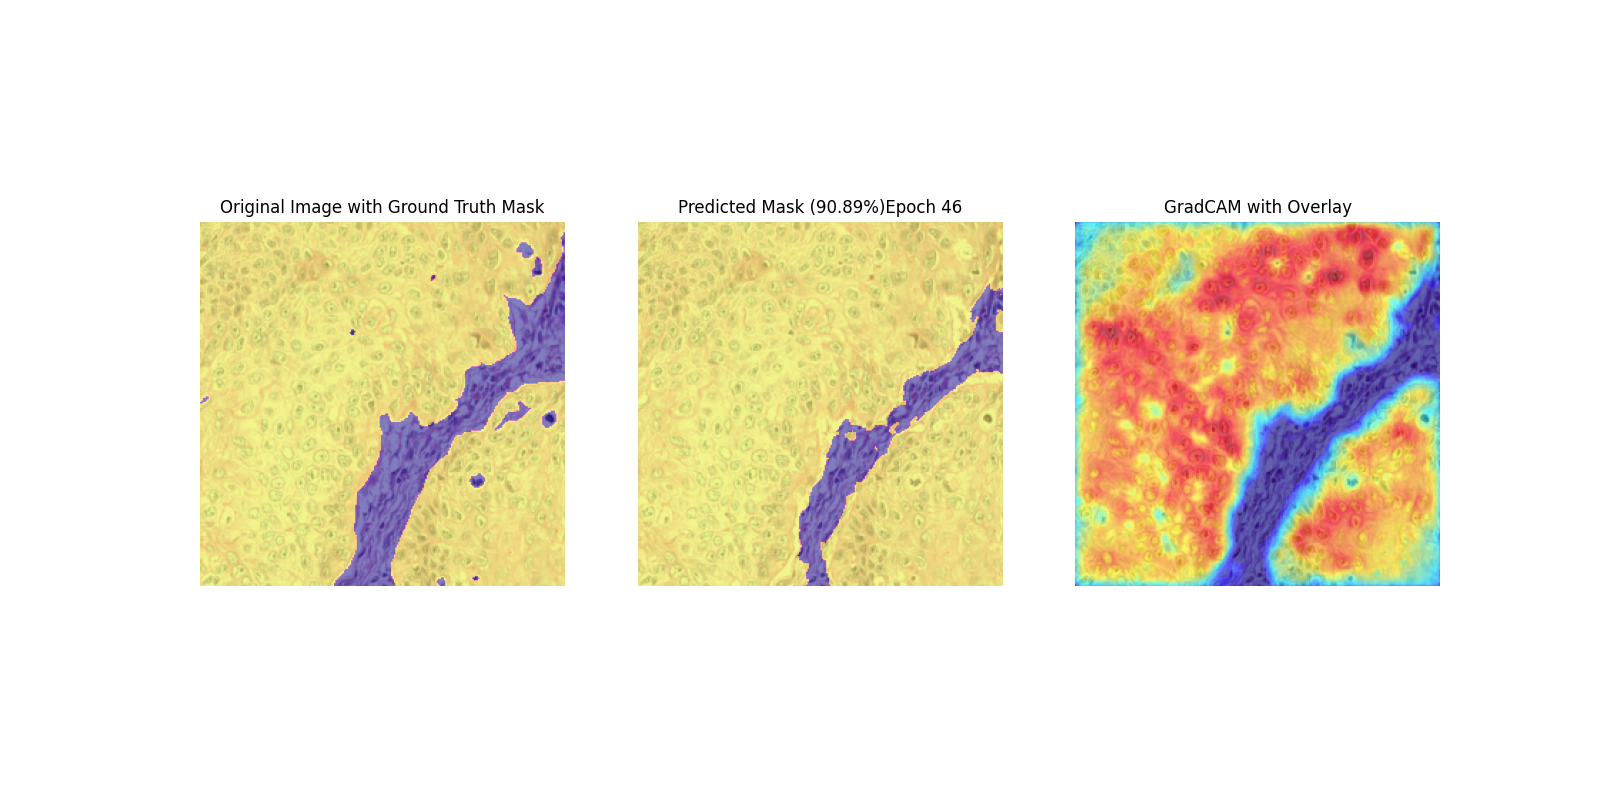 Original Image with Ground Truth Mask
Predicted Mask (90.89%)Epoch 46
GradCAM with Overlay